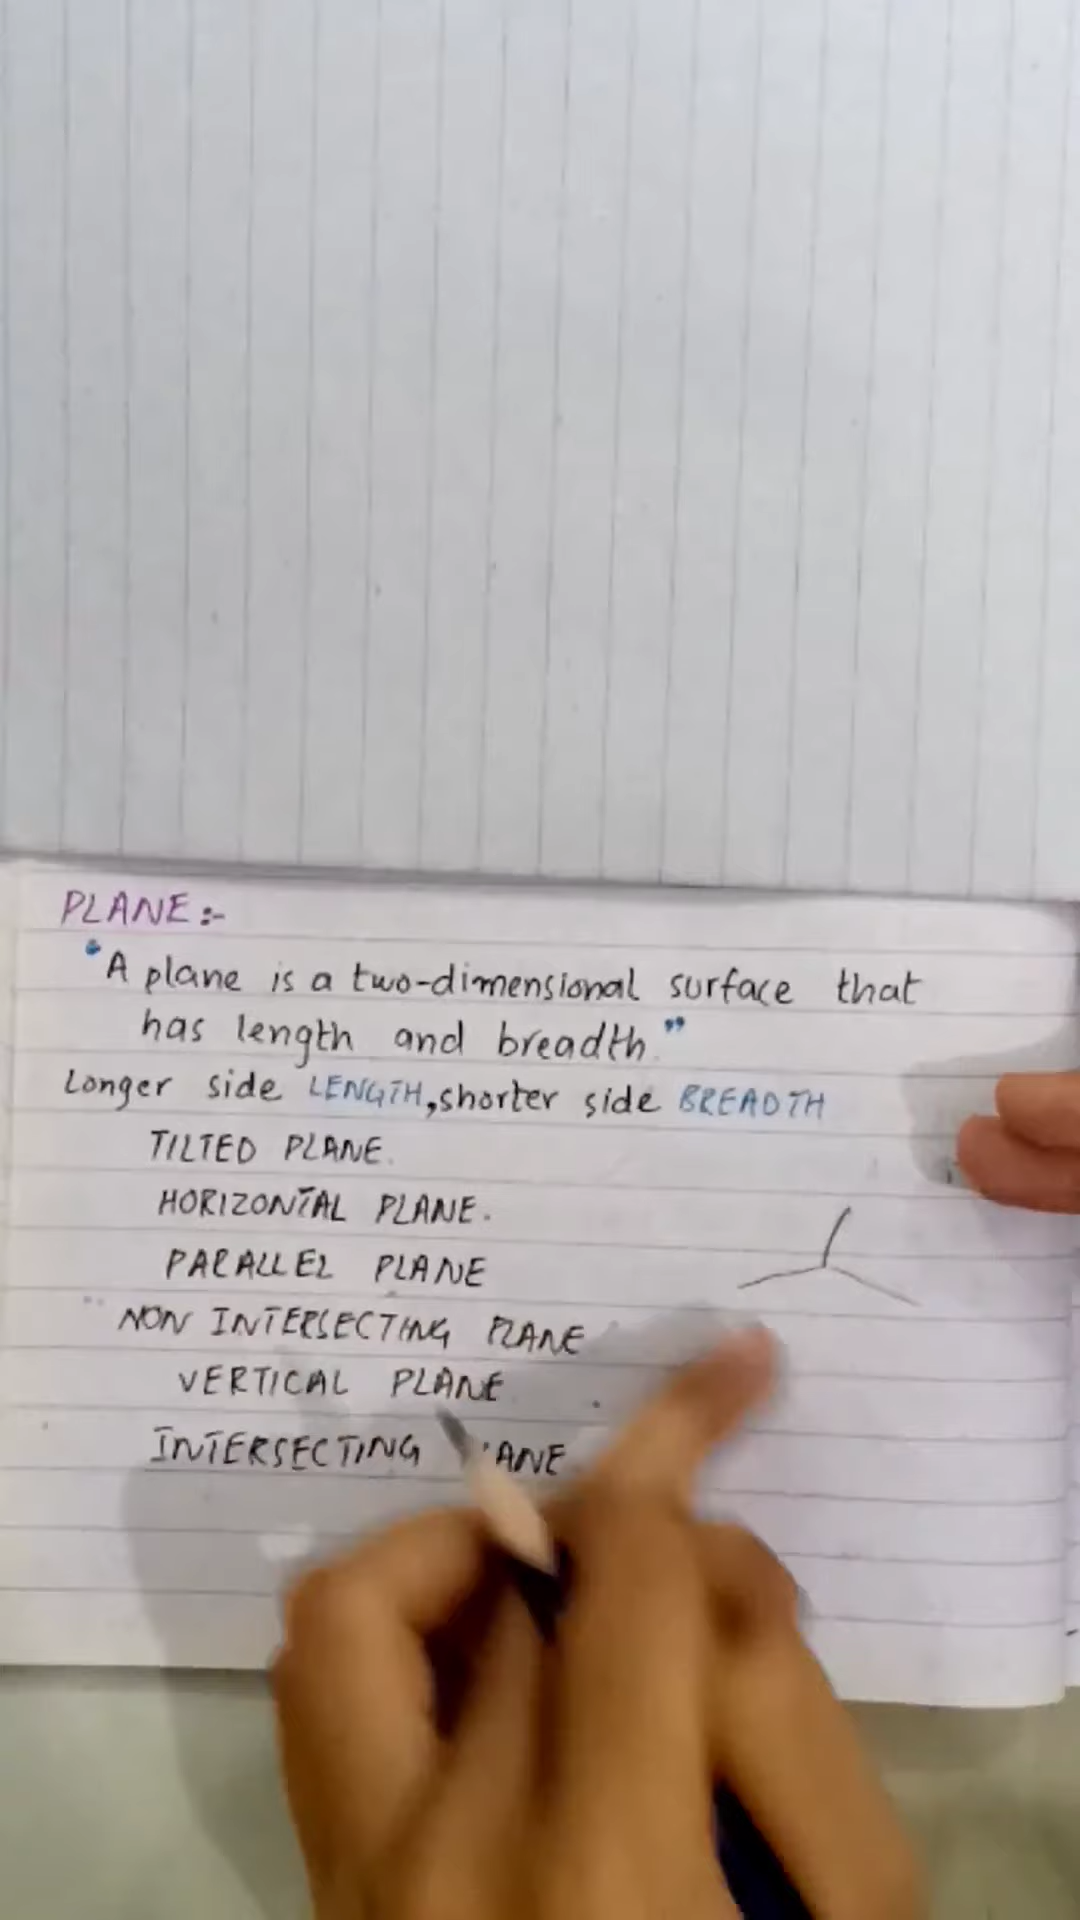 PLANE :-
"A plane is a two-dimensional surface that
has length and breadth."
Longer side LENGTH, shorter side BREADTH
TILTED PLANE.
HORIZONTAL PLANE.
PARALLEL PLANE
NON INTERSECTING PLANE
VERTICAL PLANE
INTERSECTING